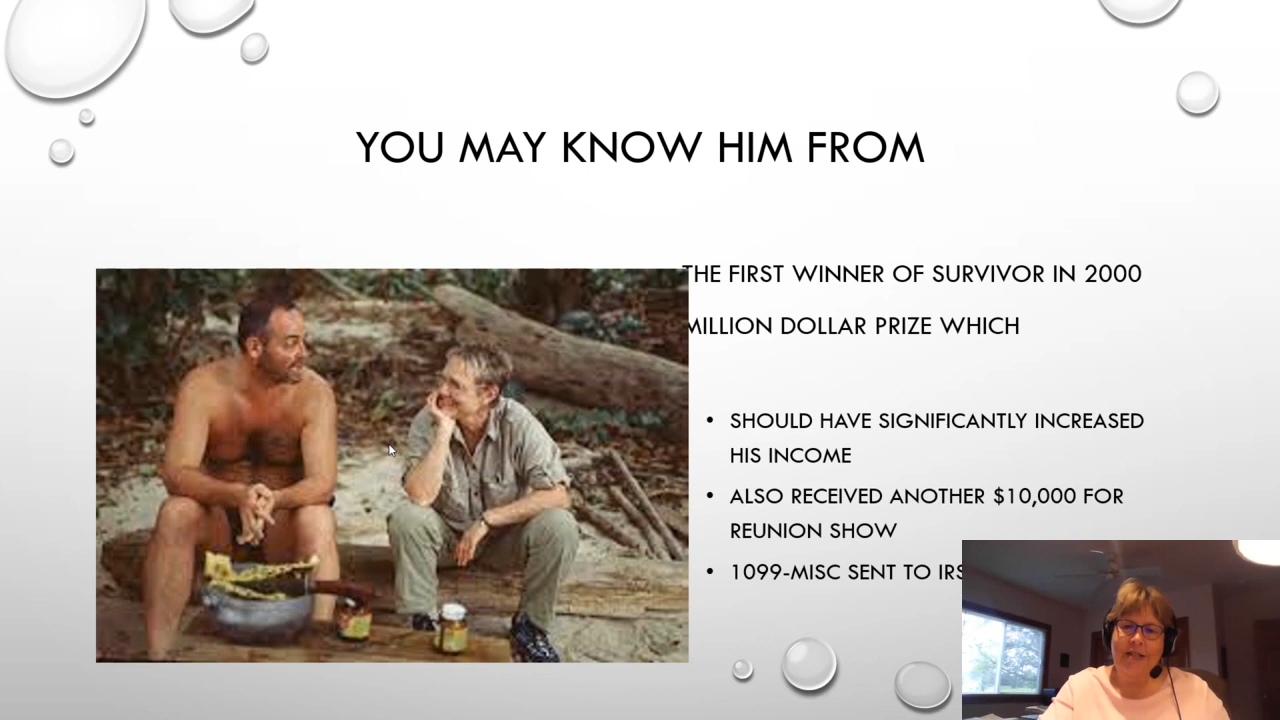 YOU MAY KNOW HIM FROM
THE FIRST WINNER OF SURVIVOR IN 2000
MILLION DOLLAR PRIZE WHICH
• SHOULD HAVE SIGNIFICANTLY INCREASED
HIS INCOME
• ALSO RECEIVED ANOTHER $10,000 FOR
REUNION SHOW
• 1099-MISC SENT TO IRS